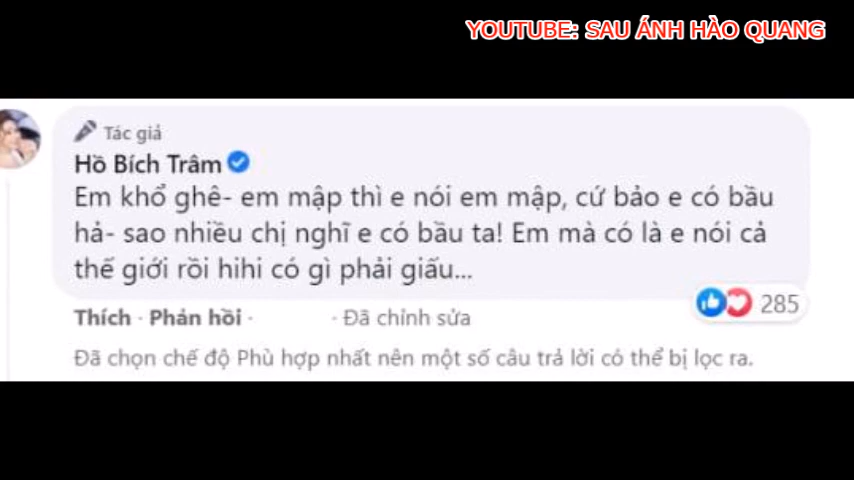 YOUTUBE: SAU ÁNH HÀO QUANG
Tác giả
Hồ Bích Trâm
Em khổ ghê- em mập thì e nói em mập, cứ bảo e có bầu
hả- sao nhiều chị nghĩ e có bầu ta! Em mà có là e nói cả
thế giới rồi hihi có gì phải giấu...
Thích · Phản hồi · · Đã chỉnh sửa
285
Đã chọn chế độ Phù hợp nhất nên một số câu trả lời có thể bị lọc ra.